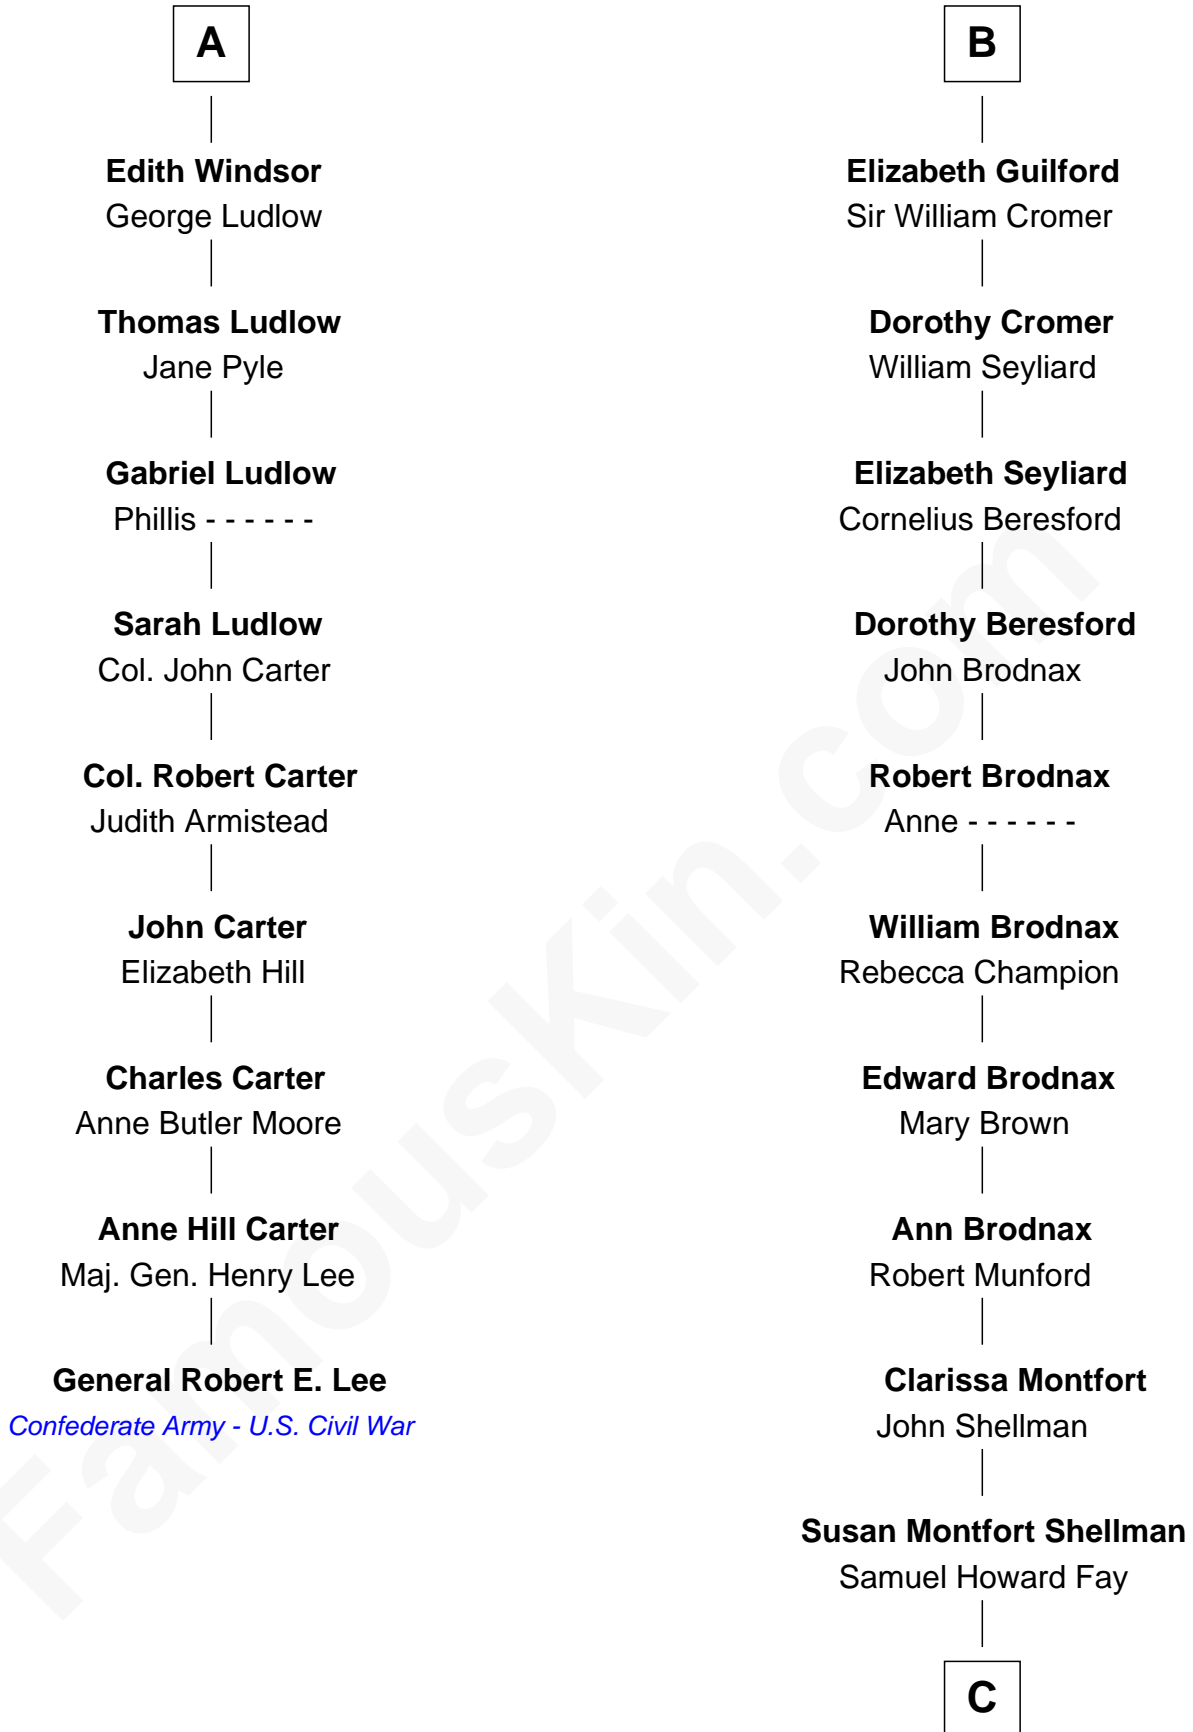 A
Edith Windsor
George Ludlow
Thomas Ludlow
Jane Pyle
Gabriel Ludlow
Phillis - - - - - -
Sarah Ludlow
Col. John Carter
Col. Robert Carter
Judith Armistead
John Carter
Elizabeth Hill
Charles Carter
Anne Butler Moore
Anne Hill Carter
Maj. Gen. Henry Lee
General Robert E. Lee
Confederate Army - U.S. Civil War
B
Elizabeth Guilford
Sir William Cromer
Dorothy Cromer
William Seyliard
Elizabeth Seyliard
Cornelius Beresford
Dorothy Beresford
John Brodnax
Robert Brodnax
Anne - - - - - -
William Brodnax
Rebecca Champion
Edward Brodnax
Mary Brown
Ann Brodnax
Robert Munford
Clarissa Montfort
John Shellman
Susan Montfort Shellman
Samuel Howard Fay
C
FamousKin.com